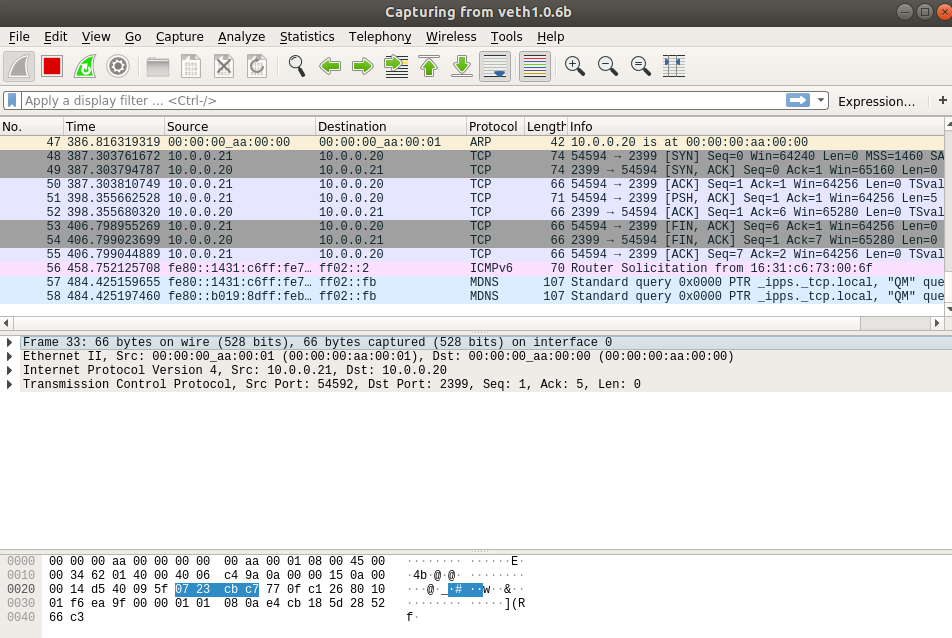 Capturing from veth1.0.6b
File Edit View Go Capture Analyze Statistics Telephony Wireless Tools Help
Apply a display filter ... <Ctrl-/> Expression... +
No. Time Source Destination Protocol Length Info
47 386.816319319 00:00:00_aa:00:00 00:00:00_aa:00:01 ARP 42 10.0.0.20 is at 00:00:00:aa:00:00
48 387.303761672 10.0.0.21 10.0.0.20 TCP 74 54594 → 2399 [SYN] Seq=0 Win=64240 Len=0 MSS=1460 SA
49 387.303794787 10.0.0.20 10.0.0.21 TCP 74 2399 → 54594 [SYN, ACK] Seq=0 Ack=1 Win=65160 Len=0
50 387.303810749 10.0.0.21 10.0.0.20 TCP 66 54594 → 2399 [ACK] Seq=1 Ack=1 Win=64256 Len=0 TSval
51 398.355662528 10.0.0.21 10.0.0.20 TCP 71 54594 → 2399 [PSH, ACK] Seq=1 Ack=1 Win=64256 Len=5
52 398.355680320 10.0.0.20 10.0.0.21 TCP 66 2399 → 54594 [ACK] Seq=1 Ack=6 Win=65280 Len=0 TSval
53 406.798955269 10.0.0.21 10.0.0.20 TCP 66 54594 → 2399 [FIN, ACK] Seq=6 Ack=1 Win=64256 Len=0
54 406.799023699 10.0.0.20 10.0.0.21 TCP 66 2399 → 54594 [FIN, ACK] Seq=1 Ack=7 Win=65280 Len=0
55 406.799044889 10.0.0.21 10.0.0.20 TCP 66 54594 → 2399 [ACK] Seq=7 Ack=2 Win=64256 Len=0 TSval
56 458.752125708 fe80::1431:c6ff:fe7... ff02::2 ICMPv6 70 Router Solicitation from 16:31:c6:73:00:6f
57 484.425159655 fe80::1431:c6ff:fe7... ff02::fb MDNS 107 Standard query 0x0000 PTR _ipps._tcp.local, "QM" que
58 484.425197460 fe80::b019:8dff:feb... ff02::fb MDNS 107 Standard query 0x0000 PTR _ipps._tcp.local, "QM" que
Frame 33: 66 bytes on wire (528 bits), 66 bytes captured (528 bits) on interface 0
Ethernet II, Src: 00:00:00_aa:00:01 (00:00:00:aa:00:01), Dst: 00:00:00_aa:00:00 (00:00:00:aa:00:00)
Internet Protocol Version 4, Src: 10.0.0.21, Dst: 10.0.0.20
Transmission Control Protocol, Src Port: 54592, Dst Port: 2399, Seq: 1, Ack: 5, Len: 0
0000 00 00 00 aa 00 00 00 00 00 aa 00 01 08 00 45 00 ········ ······E·
0010 00 34 62 01 40 00 40 06 c4 9a 0a 00 00 15 0a 00 ·4b·@·@· ········
0020 00 14 d5 40 09 5f 07 23 cb c7 77 0f c1 26 80 10 ···@·_·# ··w··&··
0030 01 f6 ea 9f 00 00 01 01 08 0a e4 cb 18 5d 28 52 ········ ·····](R
0040 66 c3 f·